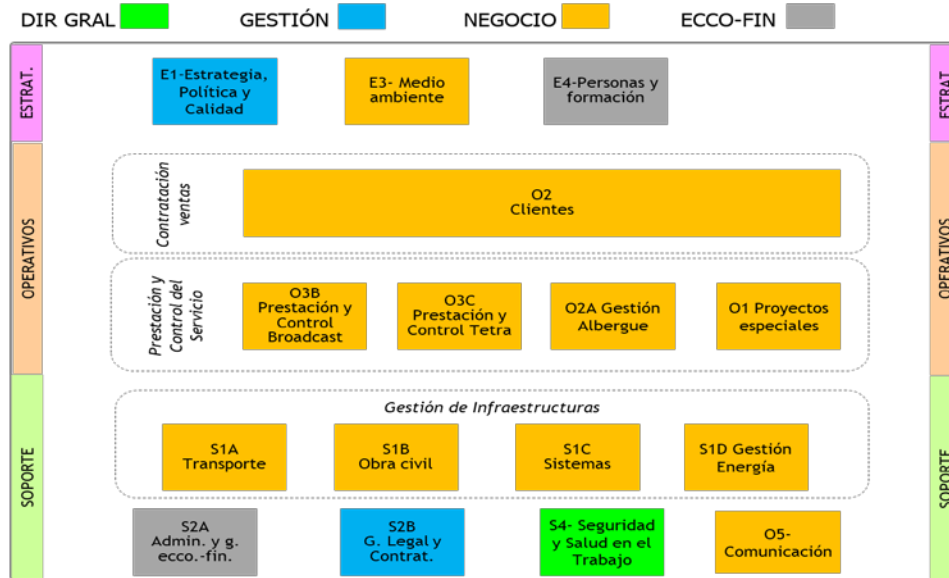 DIR GRAL
GESTIÓN
NEGOCIO
ECCO-FIN
ESTRAT.
E1-Estrategia,
Política y
Calidad
E3- Medio
ambiente
E4-Personas y
formación
ESTRAT
OPERATIVOS
Contratación
ventas
O2
Clientes
OPERATIVOS
Prestación y
Control del
Servicio
O3B
Prestación y
Control
Broadcast
O3C
Prestación y
Control Tetra
O2A Gestión
Albergue
O1 Proyectos
especiales
SOPORTE
Gestión de Infraestructuras
S1A
Transporte
S1B
Obra civil
S1C
Sistemas
S1D Gestión
Energía
SOPORTE
S2A
Admin. y g.
ecco.-fin.
S2B
G. Legal y
Contrat.
S4- Seguridad
y Salud en el
Trabajo
O5-
Comunicación